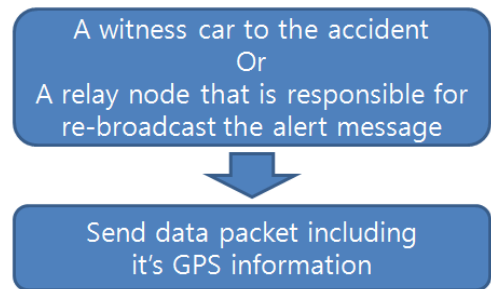 A witness car to the accident
Or
A relay node that is responsible for
re-broadcast the alert message
Send data packet including
it's GPS information